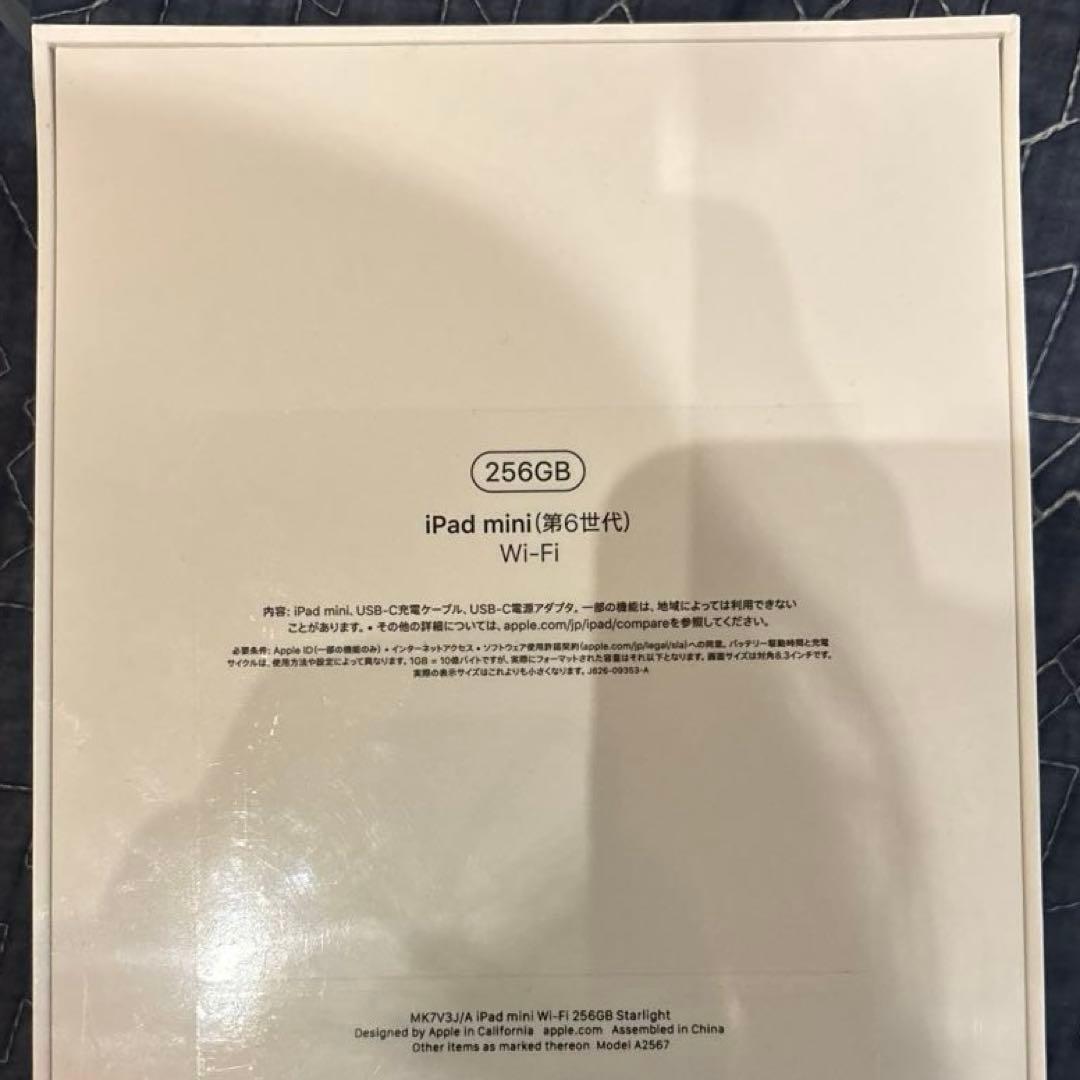 256GB
iPad mini(第6世代)
Wi-Fi
内容: iPad mini、USB-C充電ケーブル、USB-C電源アダプタ。一部の機能は、地域によっては利用できない
ことがあります。• その他の詳細については、apple.com/jp/ipad/compareを参照してください。
必要条件: Apple ID(一部の機能のみ) • インターネットアクセス • ソフトウェア使用許諾契約(apple.com/jp/legal/sla)への同意。バッテリー駆動時間と充電
サイクルは、使用方法や設定によって異なります。1GB = 10億バイトですが、実際にフォーマットされた容量はそれ以下となります。画面サイズは対角8.3インチです。
実際の表示サイズはこれよりも小さくなります。J626-09353-A
MK7V3J/A iPad mini Wi-Fi 256GB Starlight
Designed by Apple in California apple.com Assembled in China
Other items as marked thereon Model A2567